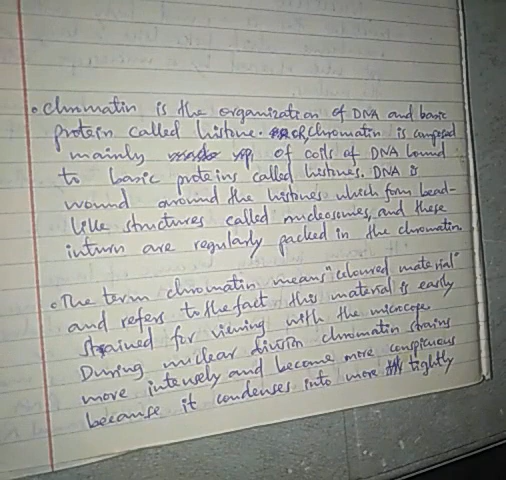 • chromatin is the organization of DNA and basic
protein called histone. OR, chromatin is composed
mainly of coils of DNA bound
to basic proteins called histones. DNA is
wound around the histones which form bead-
like structures called nucleosomes, and these
inturn are regularly packed in the chromatin.
• The term chromatin means "coloured material"
and refers to the fact this material is easily
stained for viewing with the microcope.
During nuclear division chromatin strains
more intensely and become more conspicuous
because it condenses into more tightly